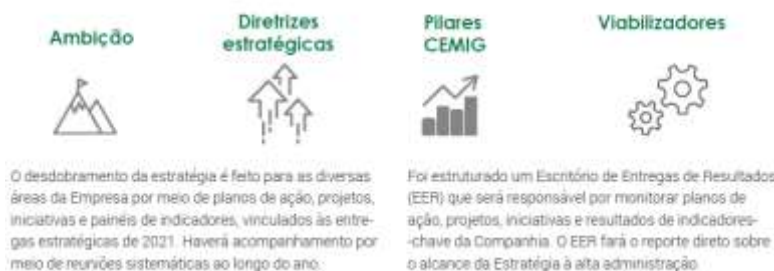 Ambição
Diretrizes
estratégicas
Pilares
CEMIG
Viabilizadores
O desdobramento da estratégia é feito para as diversas
áreas da Empresa por meio de planos de ação, projetos,
iniciativas e painéis de indicadores, vinculados às entre-
gas estratégicas de 2021. Haverá acompanhamento por
meio de reuniões sistemáticas ao longo do ano.
Foi estruturado um Escritório de Entregas de Resultados
(EER) que será responsável por monitorar planos de
ação, projetos, iniciativas e resultados de indicadores-
-chave da Companhia. O EER fará o reporte direto sobre
o alcance da Estratégia à alta administração.